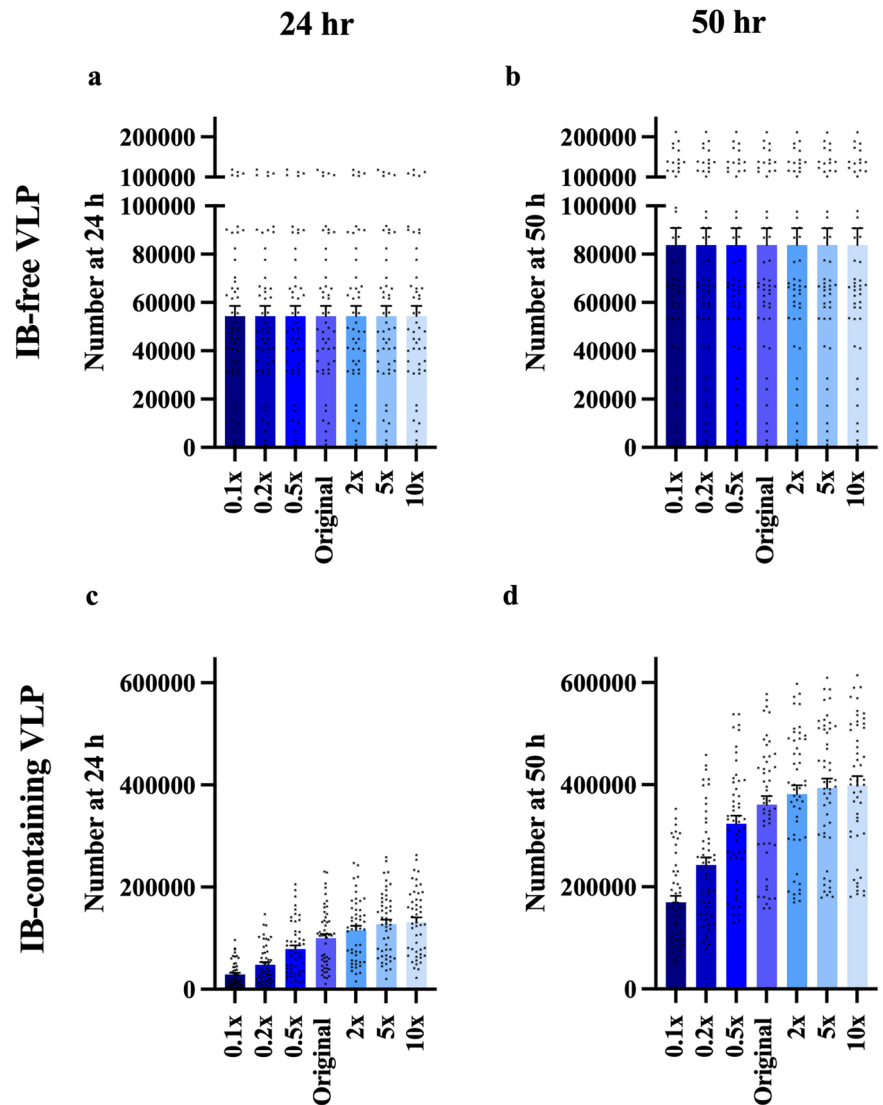 24 hr
50 hr
IB-free VLP
a
Number at 24 h
200000
100000
100000
80000
60000
40000
20000
0
0.1x
0.2x
0.5x
Original
2x
5x
10x
b
Number at 50 h
200000
100000
100000
80000
60000
40000
20000
0
0.1x
0.2x
0.5x
Original
2x
5x
10x
IB-containing VLP
c
Number at 24 h
600000
400000
200000
0
0.1x
0.2x
0.5x
Original
2x
5x
10x
d
Number at 50 h
600000
400000
200000
0
0.1x
0.2x
0.5x
Original
2x
5x
10x